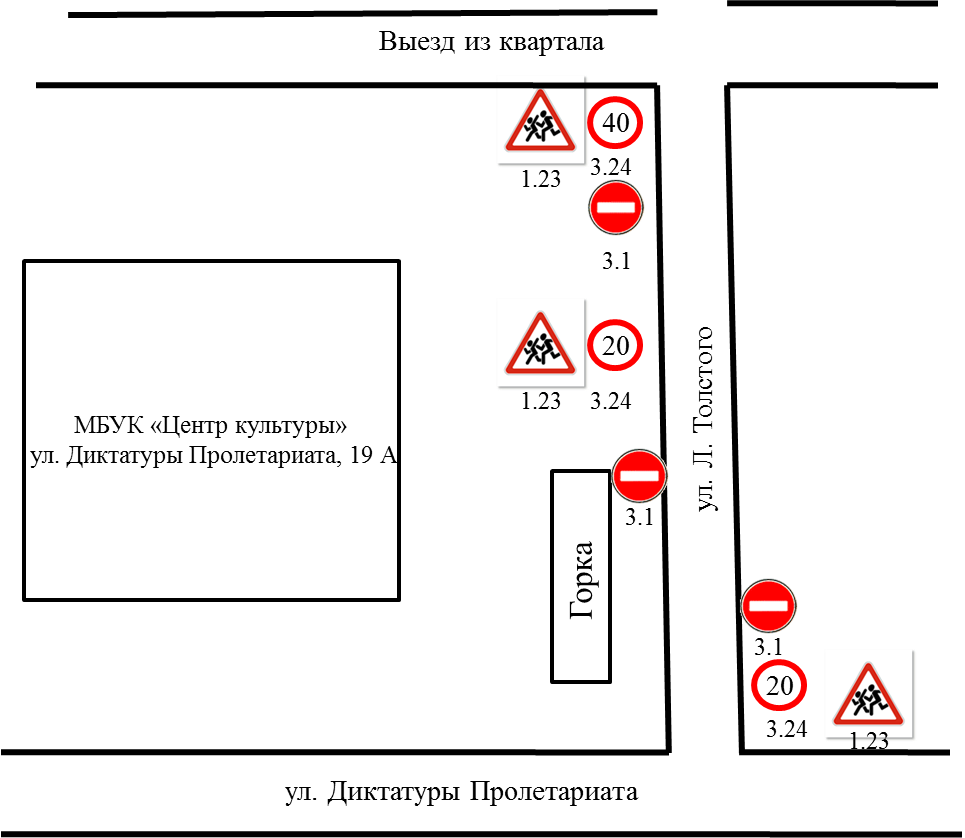 Выезд из квартала
40
3.24
1.23
3.1
20
1.23
3.24
ул. Л. Толстого
МБУК «Центр культуры»
ул. Диктатуры Пролетариата, 19 А
3.1
Горка
3.1
20
3.24
1.23
ул. Диктатуры Пролетариата